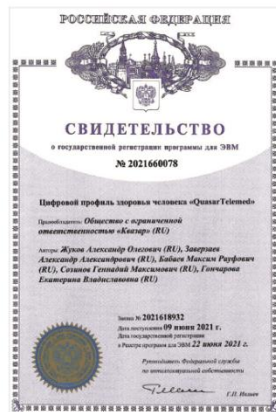 РОССИЙСКАЯ ФЕДЕРАЦИЯ
СВИДЕТЕЛЬСТВО
о государственной регистрации программы для ЭВМ
№ 2021660078
Цифровой профиль здоровья человека «QuasarTelemed»
Правообладатель: Общество с ограниченной
ответственностью «Квазар» (RU)
Авторы: Жуков Александр Олегович (RU), Заверзаев
Александр Александрович (RU), Бабаев Максим Рауфович
(RU), Созинов Геннадий Максимович (RU), Гончарова
Екатерина Владиславовна (RU)
Заявка № 2021618932
Дата поступления 09 июня 2021 г.
Дата государственной регистрации
в Реестре программ для ЭВМ 22 июня 2021 г.
Руководитель Федеральной службы
по интеллектуальной собственности
Г.П. Ивлиев